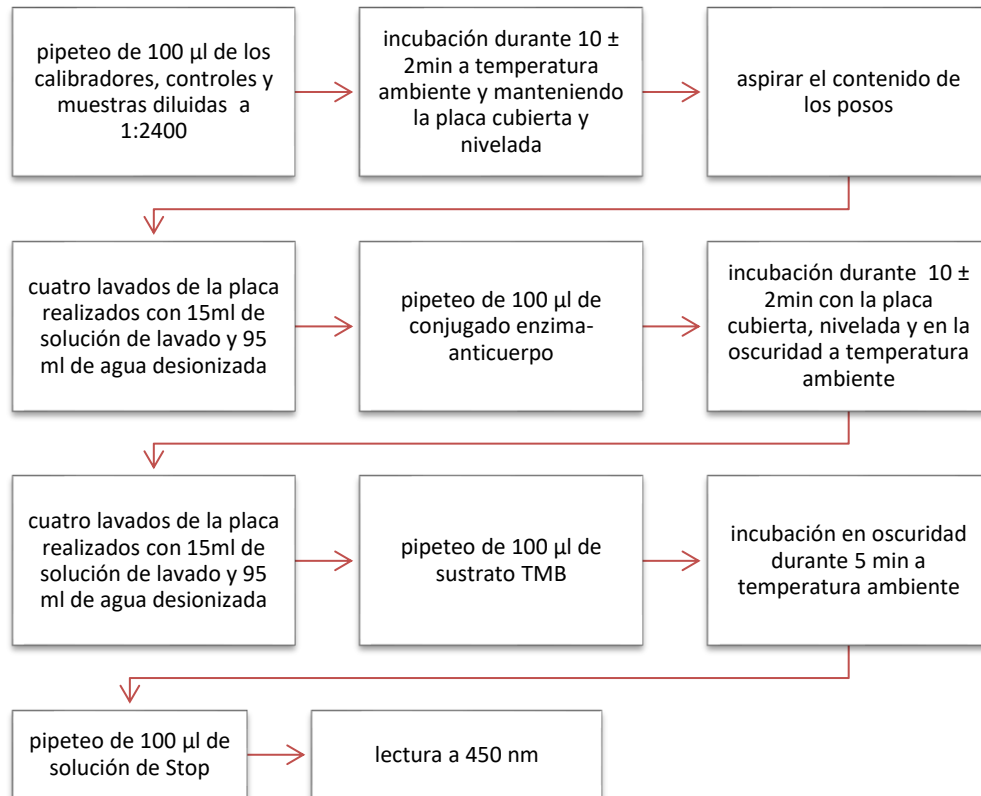 pipeteo de 100 µl de los
calibradores, controles y
muestras diluidas a
1:2400
incubación durante 10 ±
2min a temperatura
ambiente y manteniendo
la placa cubierta y
nivelada
aspirar el contenido de
los posos
cuatro lavados de la placa
realizados con 15ml de
solución de lavado y 95
ml de agua desionizada
pipeteo de 100 µl de
conjugado enzima-
anticuerpo
incubación durante 10 ±
2min con la placa
cubierta, nivelada y en la
oscuridad a temperatura
ambiente
cuatro lavados de la placa
realizados con 15ml de
solución de lavado y 95
ml de agua desionizada
pipeteo de 100 µl de
sustrato TMB
incubación en oscuridad
durante 5 min a
temperatura ambiente
pipeteo de 100 µl de
solución de Stop
lectura a 450 nm